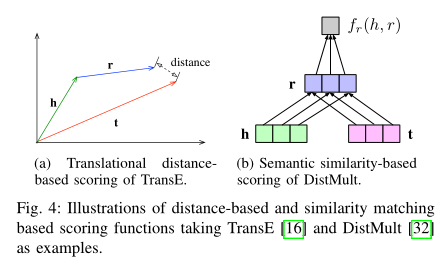 r
distance
h
t
f_r(h, r)
r
h
t
(a) Translational distance-
based scoring of TransE.
(b) Semantic similarity-based
scoring of DistMult.
Fig. 4: Illustrations of distance-based and similarity matching
based scoring functions taking TransE [16] and DistMult [32]
as examples.